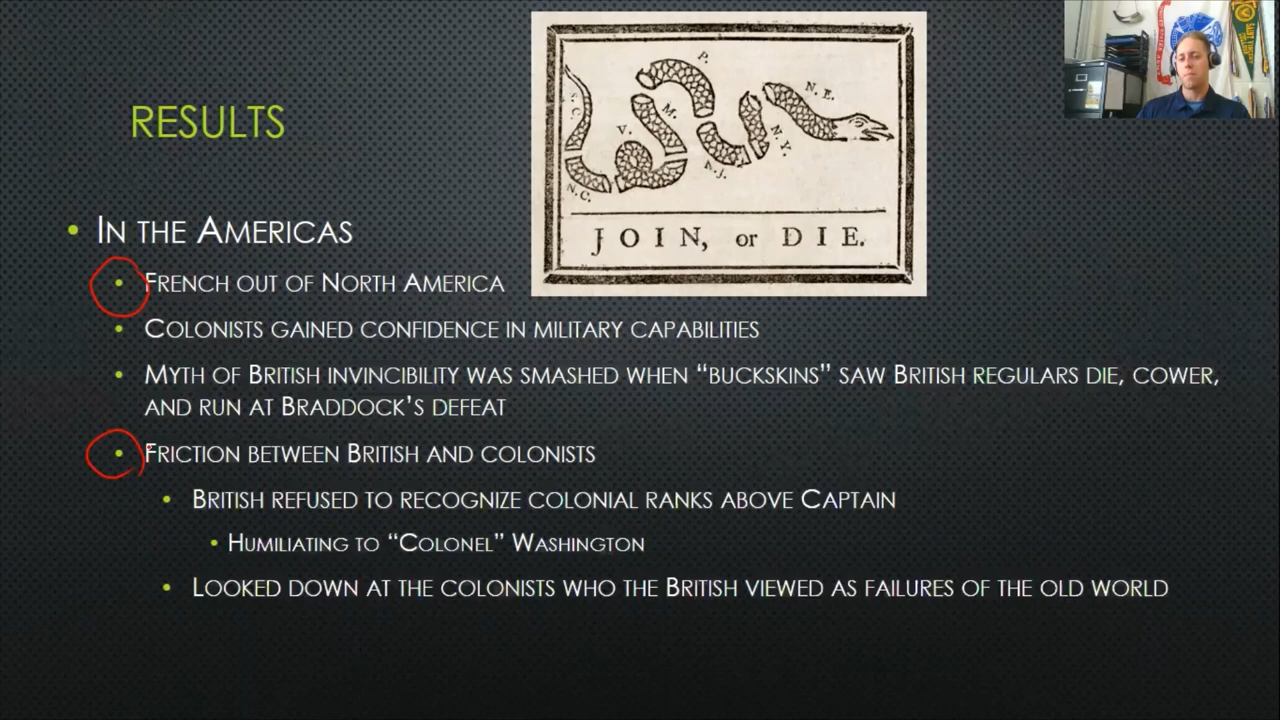 RESULTS
P.
N. E.
S. C.
M.
V.
N. Y.
N. J.
N. C.
JOIN, or DIE.
• IN THE AMERICAS
• FRENCH OUT OF NORTH AMERICA
• COLONISTS GAINED CONFIDENCE IN MILITARY CAPABILITIES
• MYTH OF BRITISH INVINCIBILITY WAS SMASHED WHEN “BUCKSKINS” SAW BRITISH REGULARS DIE, COWER,
AND RUN AT BRADDOCK’S DEFEAT
• FRICTION BETWEEN BRITISH AND COLONISTS
• BRITISH REFUSED TO RECOGNIZE COLONIAL RANKS ABOVE CAPTAIN
• HUMILIATING TO “COLONEL” WASHINGTON
• LOOKED DOWN AT THE COLONISTS WHO THE BRITISH VIEWED AS FAILURES OF THE OLD WORLD